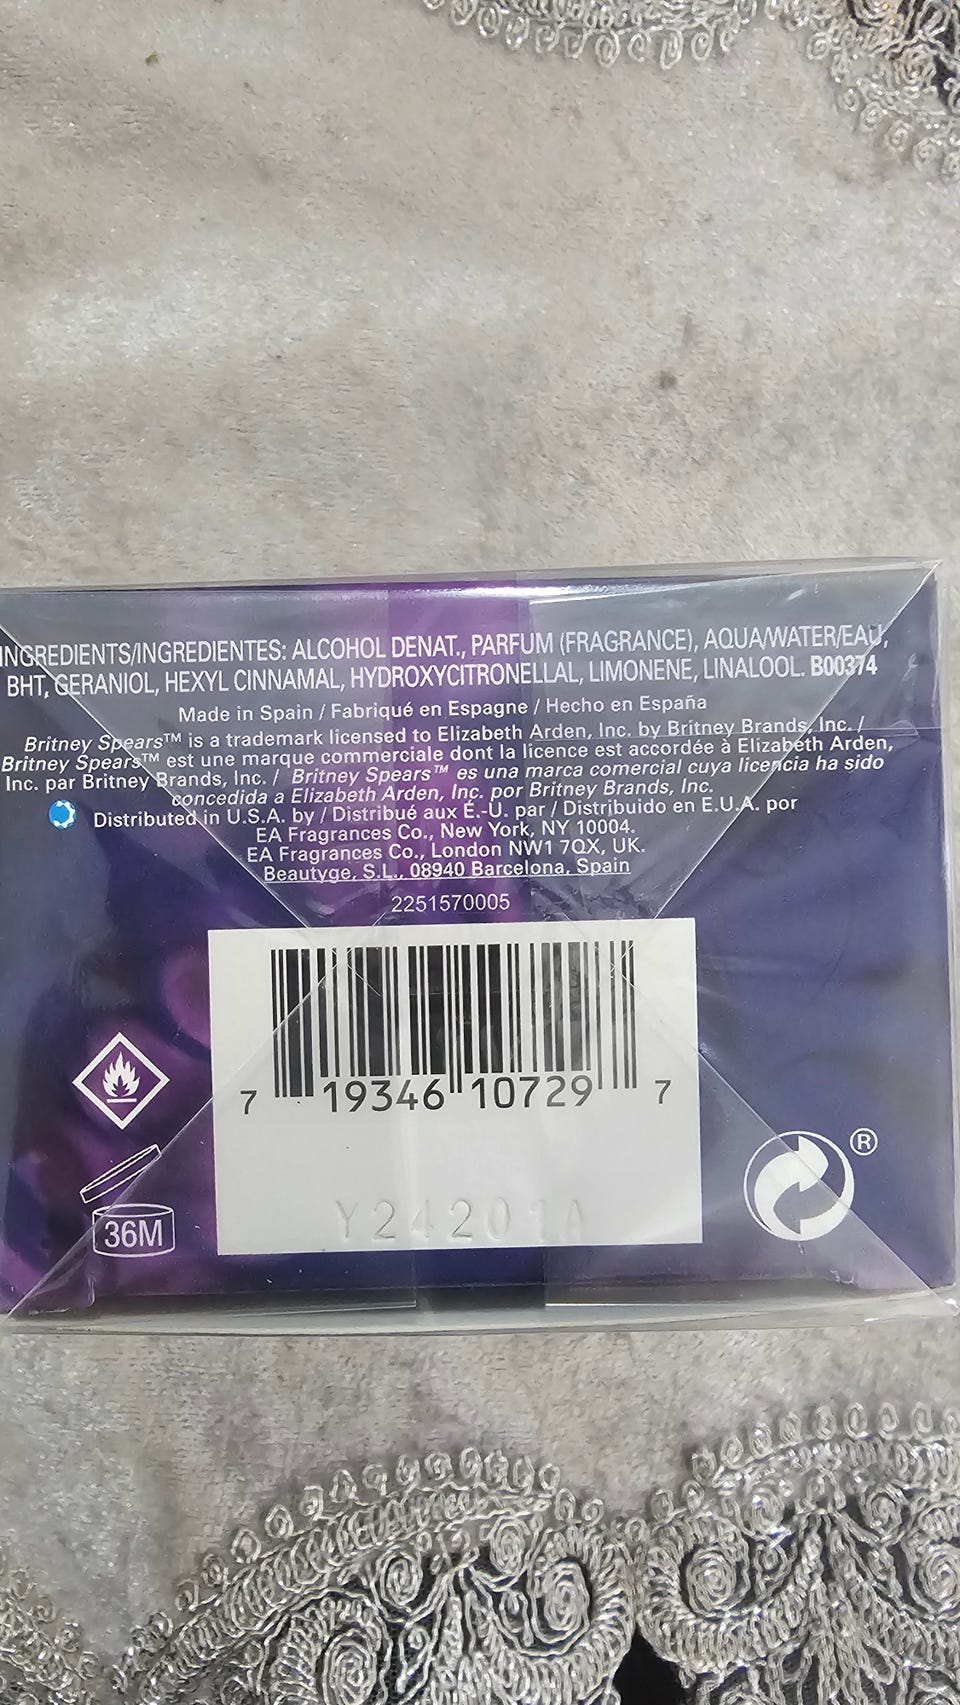 INGREDIENTS/INGREDIENTES: ALCOHOL DENAT., PARFUM (FRAGRANCE), AQUA/WATER/EAU,
BHT, GERANIOL, HEXYL CINNAMAL, HYDROXYCITRONELLAL, LIMONENE, LINALOOL. B00374
Made in Spain / Fabriqué en Espagne / Hecho en España
Britney Spears™ is a trademark licensed to Elizabeth Arden, Inc. by Britney Brands, Inc. /
Britney Spears™ est une marque commerciale dont la licence est accordée à Elizabeth Arden,
Inc. par Britney Brands, Inc. / Britney Spears™ es una marca comercial cuya licencia ha sido
concedida a Elizabeth Arden, Inc. por Britney Brands, Inc.
Distributed in U.S.A. by / Distribué aux É.-U. par / Distribuido en E.U.A. por
EA Fragrances Co., New York, NY 10004.
EA Fragrances Co., London NW1 7QX, UK.
Beautyge, S.L., 08940 Barcelona, Spain
2251570005
7 19346 10729 7
Y24201A
36M
®